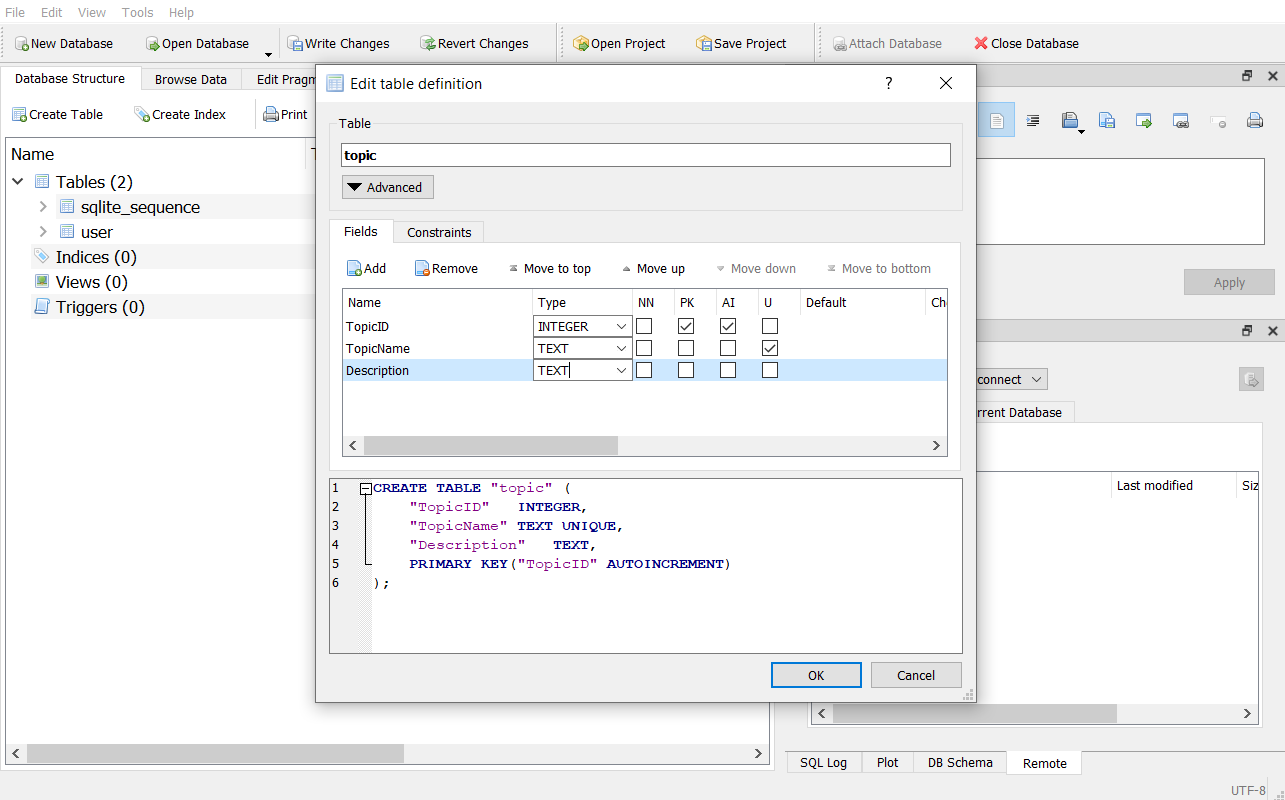 File Edit View Tools Help
New Database Open Database Write Changes Revert Changes Open Project Save Project Attach Database Close Database
Database Structure Browse Data Edit Pragm
Create Table Create Index Print
Name
Tables (2)
sqlite_sequence
user
Indices (0)
Views (0)
Triggers (0)
Edit table definition ?
Table
topic
Advanced
Fields Constraints
Add Remove Move to top Move up Move down Move to bottom
Name Type NN PK AI U Default Che
TopicID INTEGER
TopicName TEXT
Description TEXT
1 CREATE TABLE "topic" (
2 "TopicID" INTEGER,
3 "TopicName" TEXT UNIQUE,
4 "Description" TEXT,
5 PRIMARY KEY("TopicID" AUTOINCREMENT)
6 );
OK Cancel
Apply
connect
rrent Database
Last modified Siz
SQL Log Plot DB Schema Remote
UTF-8